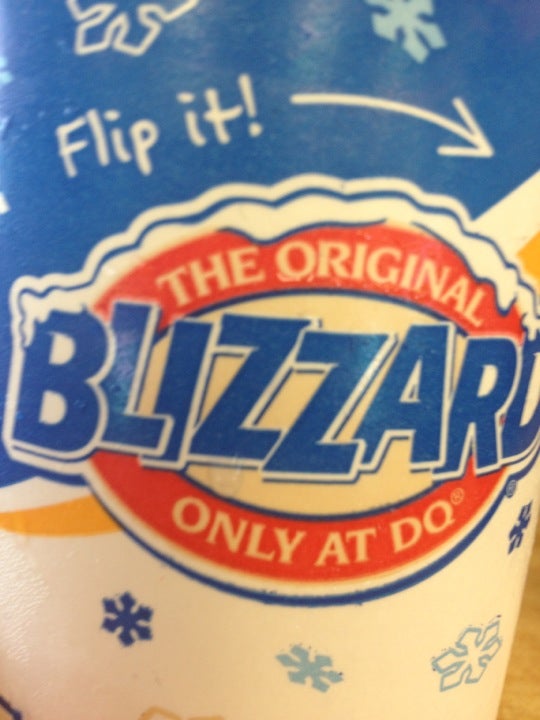 Flip it!
THE ORIGINAL
BLIZZARD
®
ONLY AT DQ®